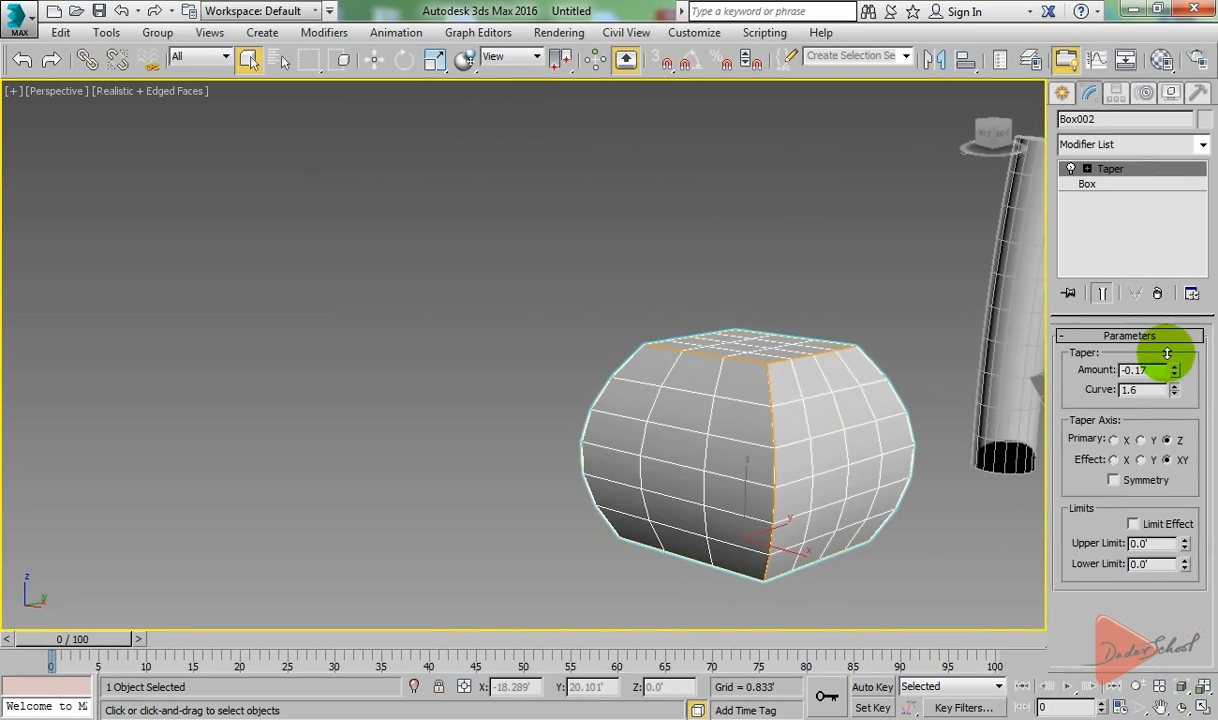 Workspace: Default
Autodesk 3ds Max 2016 Untitled
Type a keyword or phrase
Sign In
MAX
Edit Tools Group Views Create Modifiers Animation Graph Editors Rendering Civil View Customize Scripting Help
All
View
3
Create Selection Se
[+] [Perspective] [Realistic + Edged Faces]
Box002
Modifier List
Taper
Box
Parameters
Taper:
Amount: -0.17
Curve: 1.6
Taper Axis:
Primary: X Y Z
Effect: X Y XY
Symmetry
Limits
Limit Effect
Upper Limit: 0.0'
Lower Limit: 0.0'
z
y
x
z
y
DadarSchool
0 / 100
0 5 10 15 20 25 30 35 40 45 50 55 60 65 70 75 80 85 90 95 100
1 Object Selected
X: -18.289' Y: 20.101' Z: 0.0'
Grid = 0.833'
Auto Key
Selected
Welcome to M
Click or click-and-drag to select objects
Add Time Tag
Set Key
Key Filters...
0